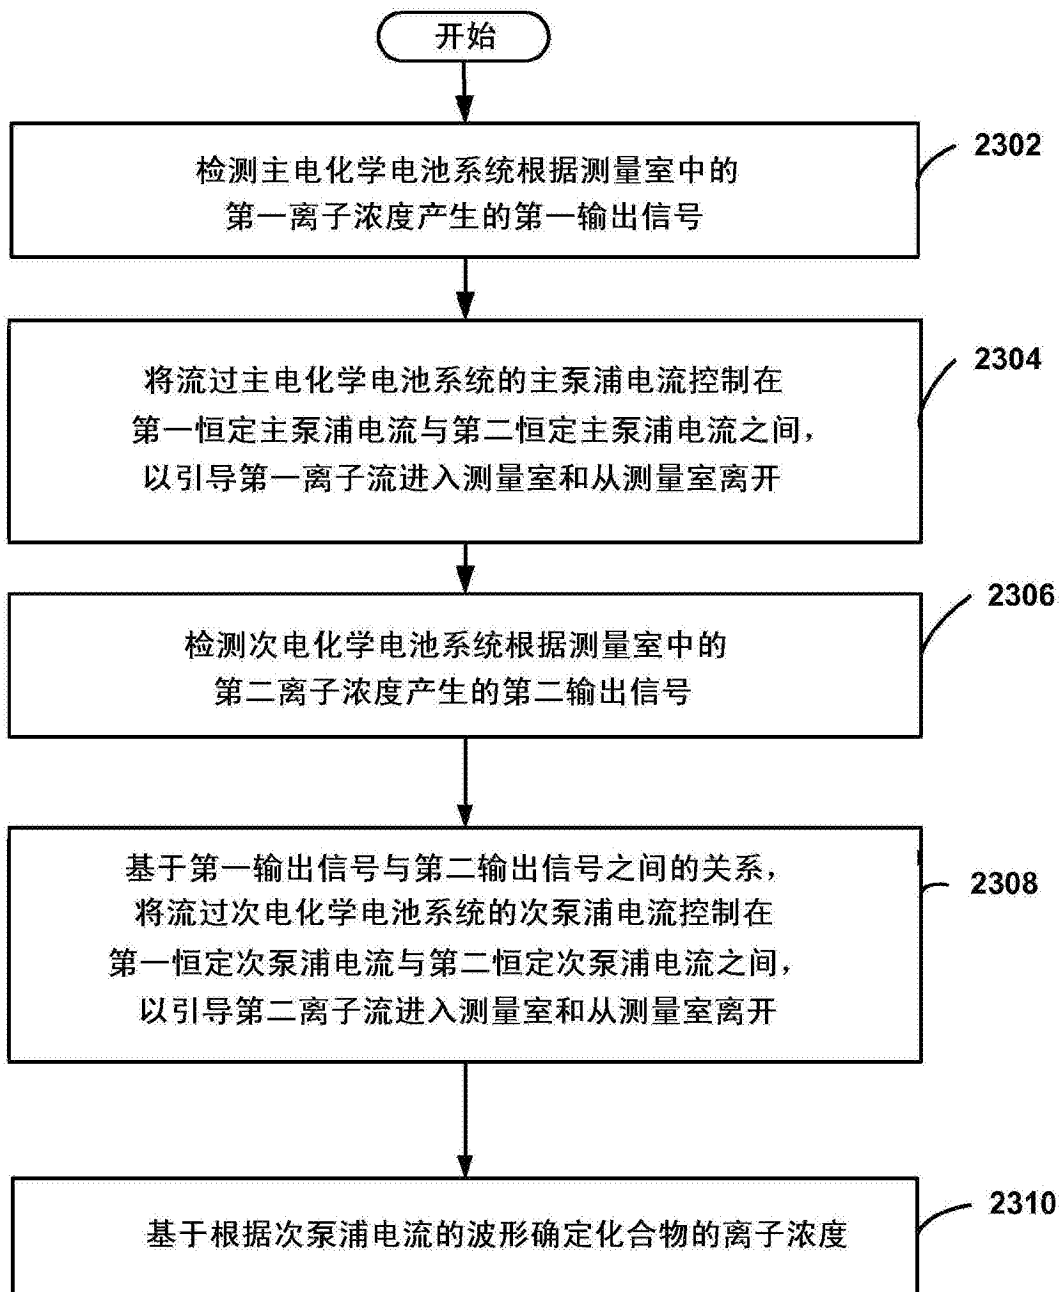 开始
检测主电化学电池系统根据测量室中的
第一离子浓度产生的第一输出信号
2302
将流过主电化学电池系统的主泵浦电流控制在
第一恒定主泵浦电流与第二恒定主泵浦电流之间，
以引导第一离子流进入测量室和从测量室离开
2304
检测次电化学电池系统根据测量室中的
第二离子浓度产生的第二输出信号
2306
基于第一输出信号与第二输出信号之间的关系，
将流过次电化学电池系统的次泵浦电流控制在
第一恒定次泵浦电流与第二恒定次泵浦电流之间，
以引导第二离子流进入测量室和从测量室离开
2308
基于根据次泵浦电流的波形确定化合物的离子浓度
2310